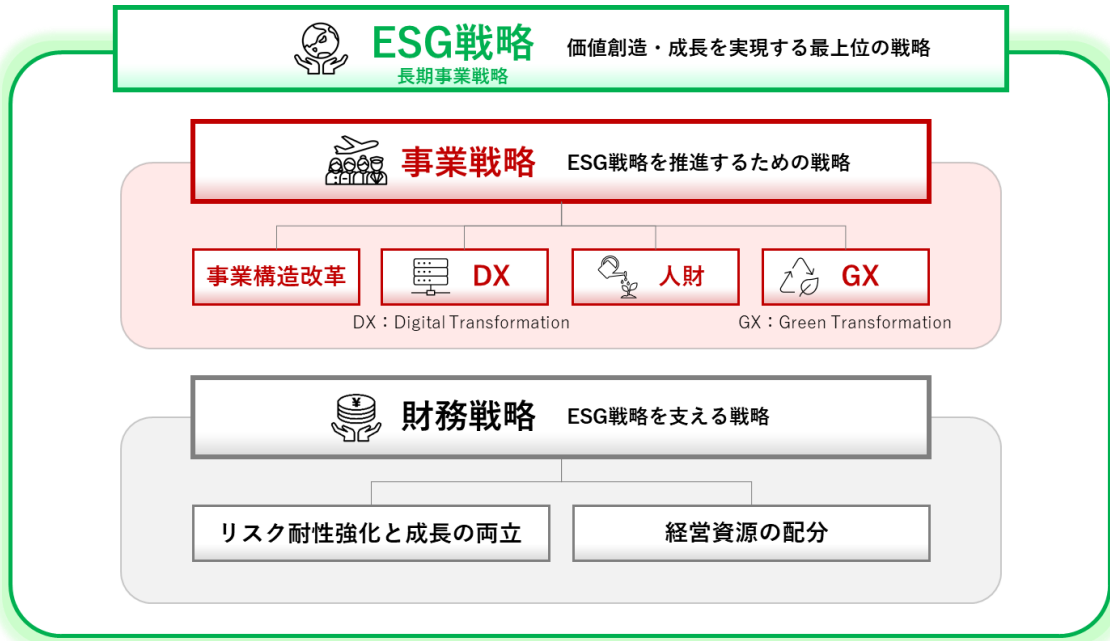 ESG戦略 価値創造・成長を実現する最上位の戦略
長期事業戦略
事業戦略 ESG戦略を推進するための戦略
事業構造改革 DX 人財 GX
DX：Digital Transformation GX：Green Transformation
¥
財務戦略 ESG戦略を支える戦略
リスク耐性強化と成長の両立 経営資源の配分